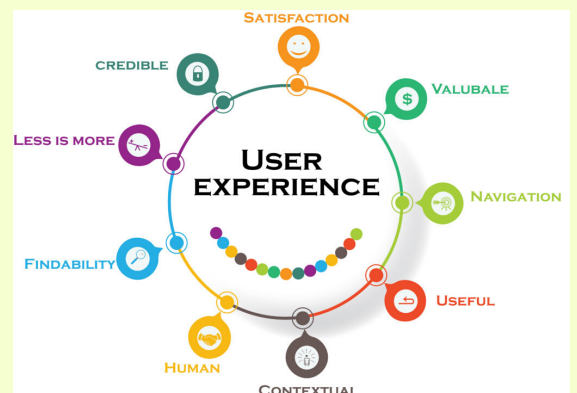 SATISFACTION
CREDIBLE
VALUBALE
$
LESS IS MORE
USER
EXPERIENCE
NAVIGATION
FINDABILITY
USEFUL
HUMAN
CONTEXTUAL